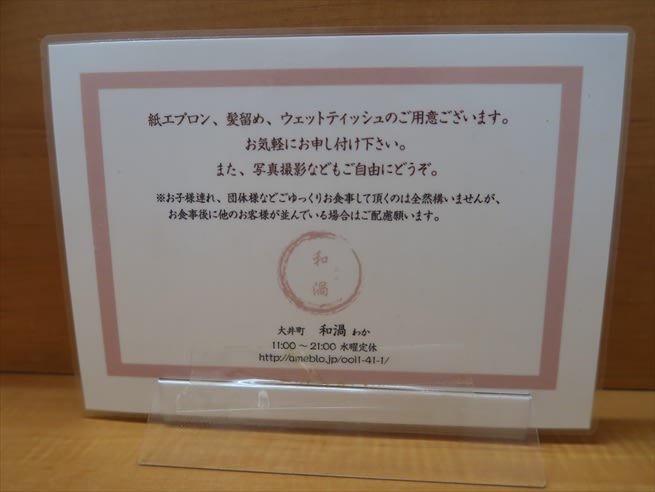 紙エプロン、髪留め、ウェットティッシュのご用意ございます。
お気軽にお申し付け下さい。
また、写真撮影などもご自由にどうぞ。
※お子様連れ、団体様などごゆっくりお食事して頂くのは全然構いませんが、
お食事後に他のお客様が並んでいる場合はご配慮願います。
和
渦
大井町 和渦 わか
11:00～21:00 水曜定休
http://ameblo.jp/ooi1-41-1/